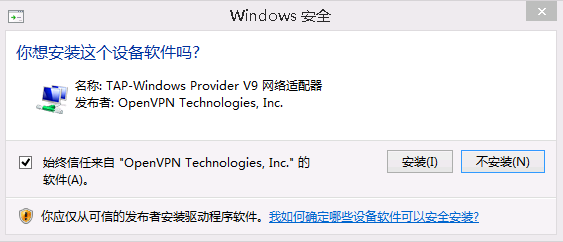 Windows 安全
你想安装这个设备软件吗?
名称: TAP-Windows Provider V9 网络适配器
发布者: OpenVPN Technologies, Inc.
始终信任来自 "OpenVPN Technologies, Inc." 的
软件(A)。
安装(I)
不安装(N)
你应仅从可信的发布者安装驱动程序软件。我如何确定哪些设备软件可以安全安装?